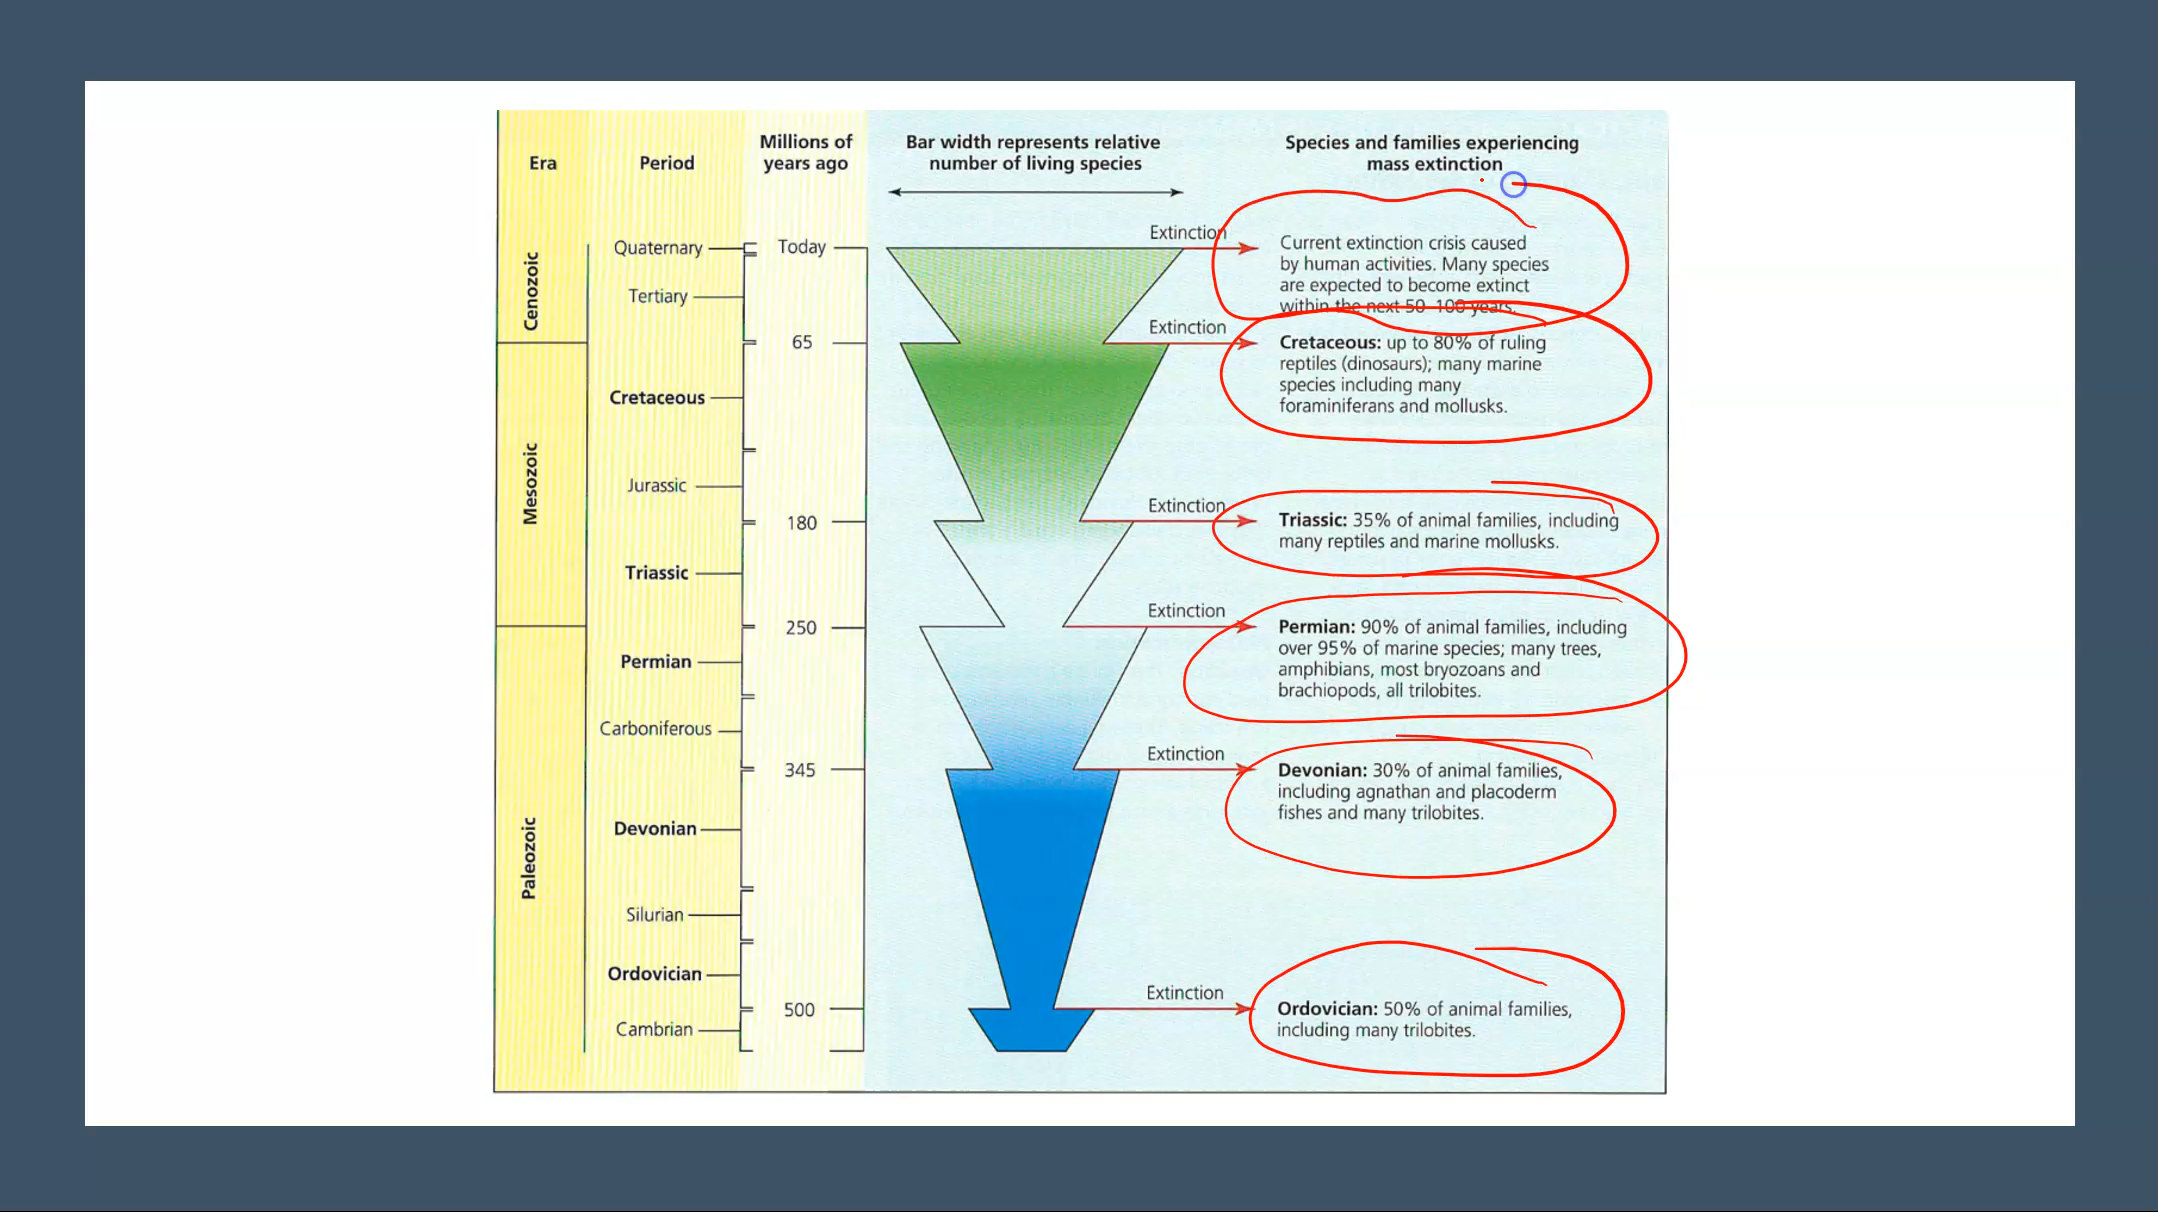 Era
Period
Millions of
years ago
Bar width represents relative
number of living species
Species and families experiencing
mass extinction
Cenozoic
Quaternary
Today
Extinction
Current extinction crisis caused
by human activities. Many species
are expected to become extinct
within the next 50–100 years.
Tertiary
65
Extinction
Cretaceous: up to 80% of ruling
reptiles (dinosaurs); many marine
species including many
foraminiferans and mollusks.
Mesozoic
Cretaceous
Jurassic
180
Extinction
Triassic: 35% of animal families, including
many reptiles and marine mollusks.
Triassic
250
Extinction
Permian: 90% of animal families, including
over 95% of marine species; many trees,
amphibians, most bryozoans and
brachiopods, all trilobites.
Paleozoic
Permian
Carboniferous
345
Extinction
Devonian: 30% of animal families,
including agnathan and placoderm
fishes and many trilobites.
Devonian
Silurian
Ordovician
500
Extinction
Ordovician: 50% of animal families,
including many trilobites.
Cambrian